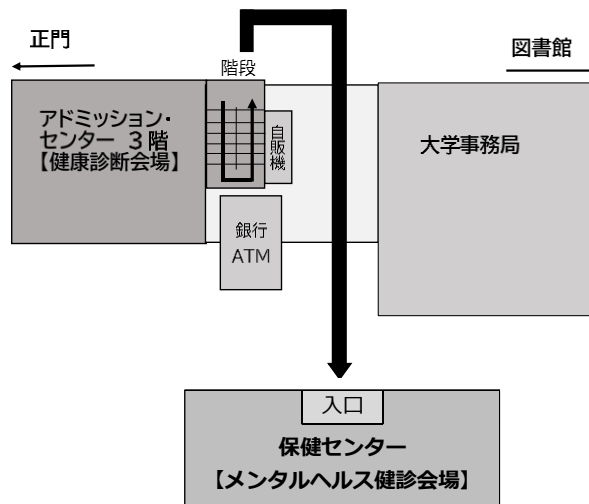 正門
図書館
階段
アドミッション・
センター 3階
【健康診断会場】
自販機
大学事務局
銀行
ATM
入口
保健センター
【メンタルヘルス健診会場】